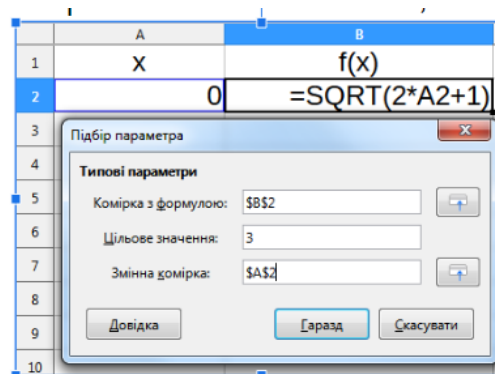 A B
1 x f(x)
2 0 =SQRT(2*A2+1)
3
Підбір параметра
4
Типові параметри
5 Комірка з формулою: $B$2
6 Цільове значення: 3
7 Змінна комірка: $A$2
8
9 Довідка Гаразд Скасувати
10